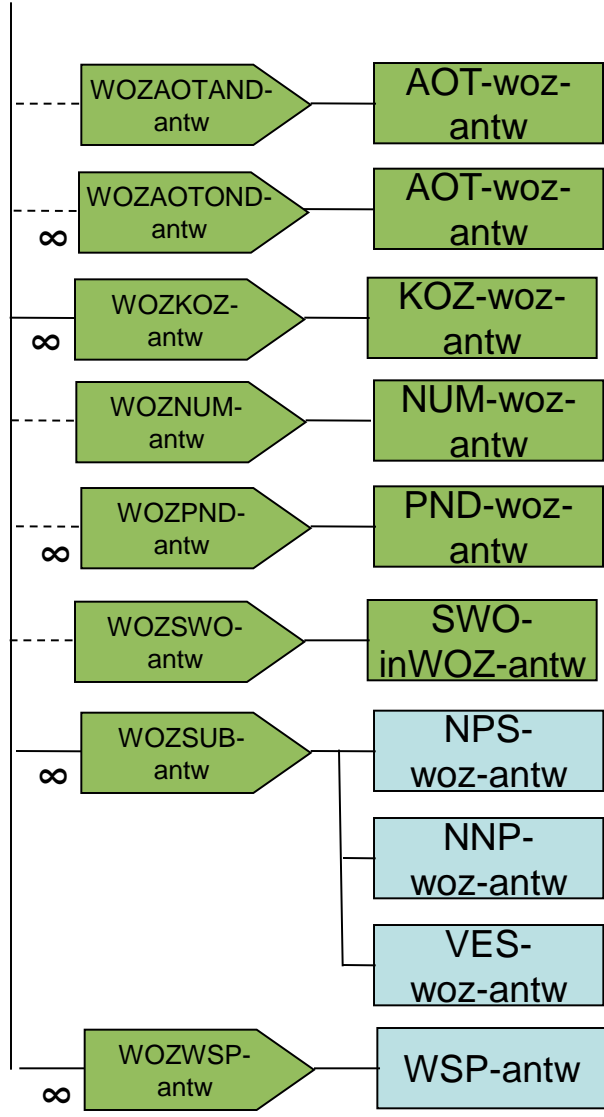 WOZAOTAND-
antw
AOT-woz-
antw
WOZAOTOND-
antw
AOT-woz-
antw
∞
WOZKOZ-
antw
KOZ-woz-
antw
∞
WOZNUM-
antw
NUM-woz-
antw
WOZPND-
antw
PND-woz-
antw
∞
WOZSWO-
antw
SWO-
inWOZ-antw
WOZSUB-
antw
NPS-
woz-antw
∞
NNP-
woz-antw
VES-
woz-antw
WOZWSP-
antw
WSP-antw
∞